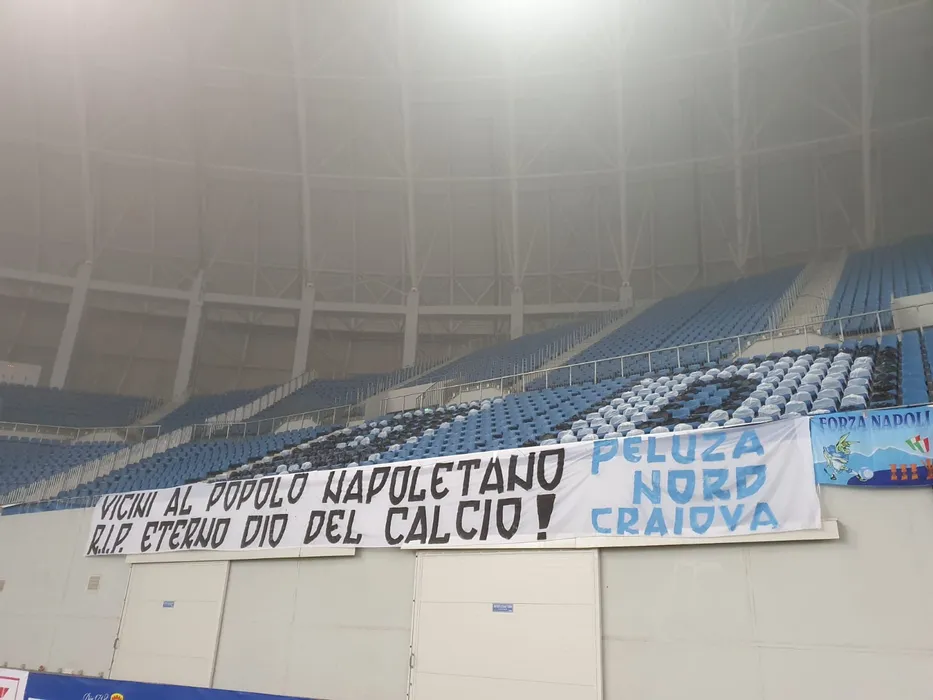 VICINI AL POPOLO NAPOLETANO
R.I.P. ETERNO DIO DEL CALCIO!
PELUZA
NORD
CRAIOVA
FORZA NAPOLI